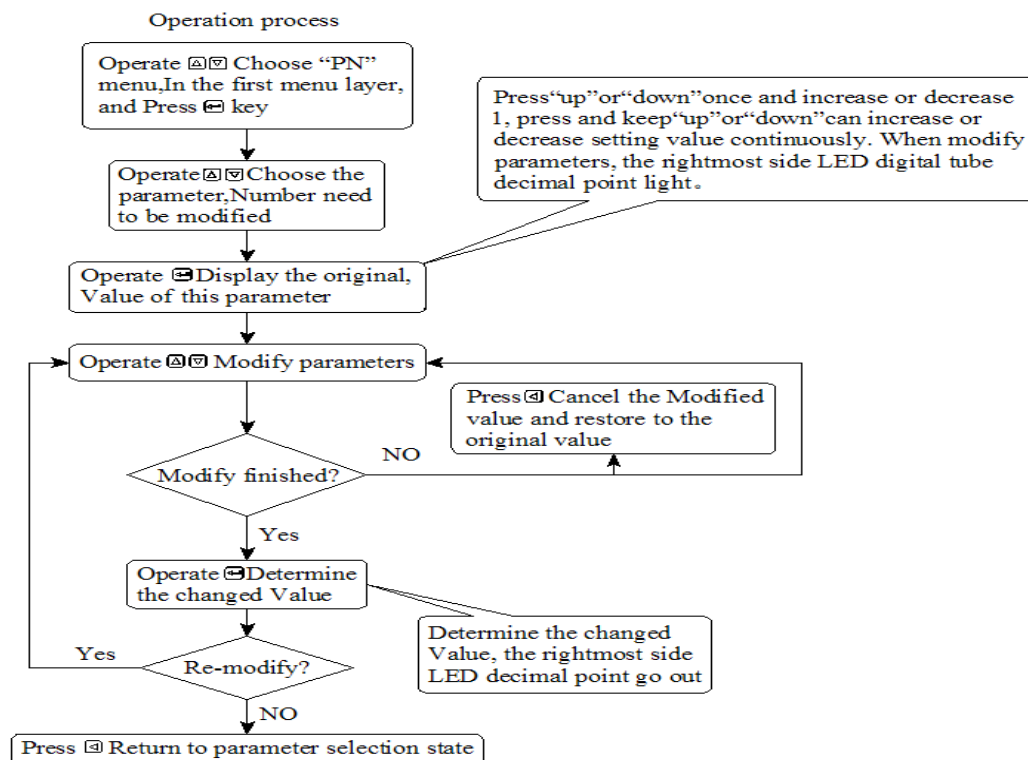 Operation process
Operate △▽ Choose “PN”
menu,In the first menu layer,
and Press ↵ key
Press“up”or“down”once and increase or decrease
1, press and keep“up”or“down”can increase or
decrease setting value continuously. When modify
parameters, the rightmost side LED digital tube
decimal point light。
Operate △▽ Choose the
parameter,Number need
to be modified
Operate ↵ Display the original,
Value of this parameter
Operate △▽ Modify parameters
Press ◁ Cancel the Modified
value and restore to the
original value
NO
Modify finished?
Yes
Operate ↵ Determine
the changed Value
Determine the changed
Value, the rightmost side
LED decimal point go out
Yes
Re-modify?
NO
Press ◁ Return to parameter selection state